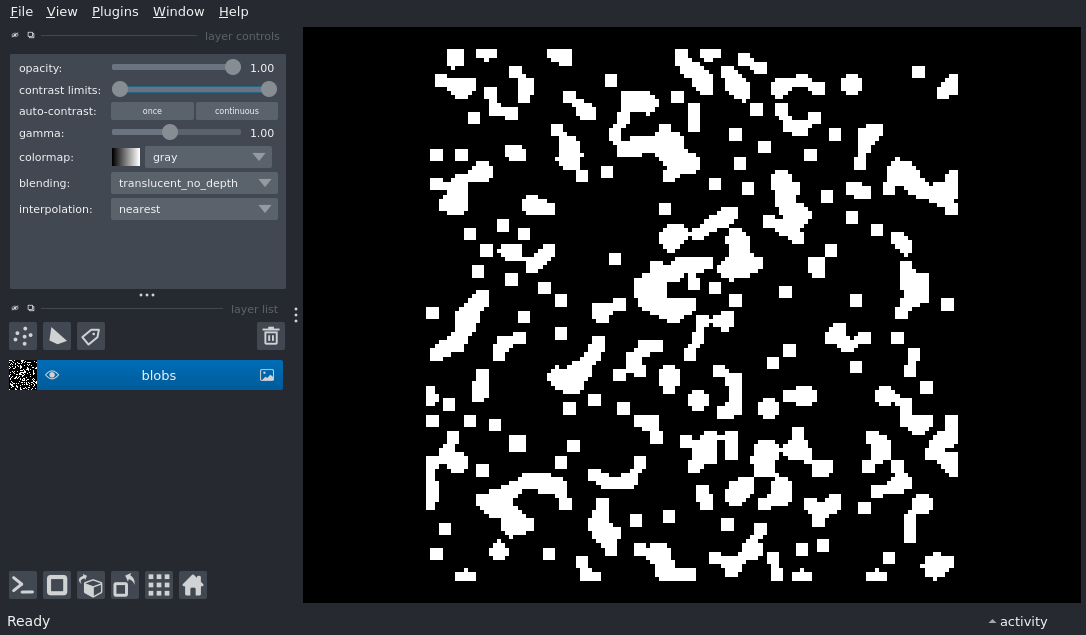 File View Plugins Window Help
layer controls
opacity: 1.00
contrast limits:
auto-contrast: once continuous
gamma: 1.00
colormap: gray
blending: translucent_no_depth
interpolation: nearest
layer list
blobs
Ready
activity